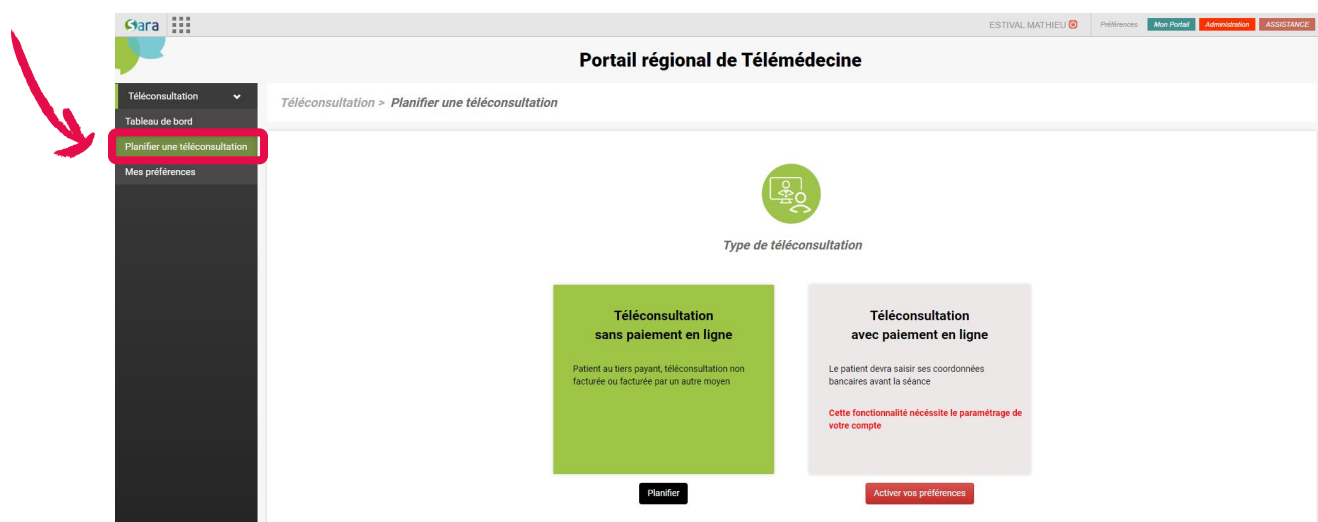 Sara
ESTIVAL MATHIEU
Préférences
Mon Portail
Administration
ASSISTANCE
Portail régional de Télémédecine
Téléconsultation
Téléconsultation > Planifier une téléconsultation
Tableau de bord
Planifier une téléconsultation
Mes préférences
Type de téléconsultation
Téléconsultation
sans paiement en ligne
Patient au tiers payant, téléconsultation non
facturée ou facturée par un autre moyen
Planifier
Téléconsultation
avec paiement en ligne
Le patient devra saisir ses coordonnées
bancaires avant la séance
Cette fonctionnalité nécéssite le paramétrage de
votre compte
Activer vos préférences